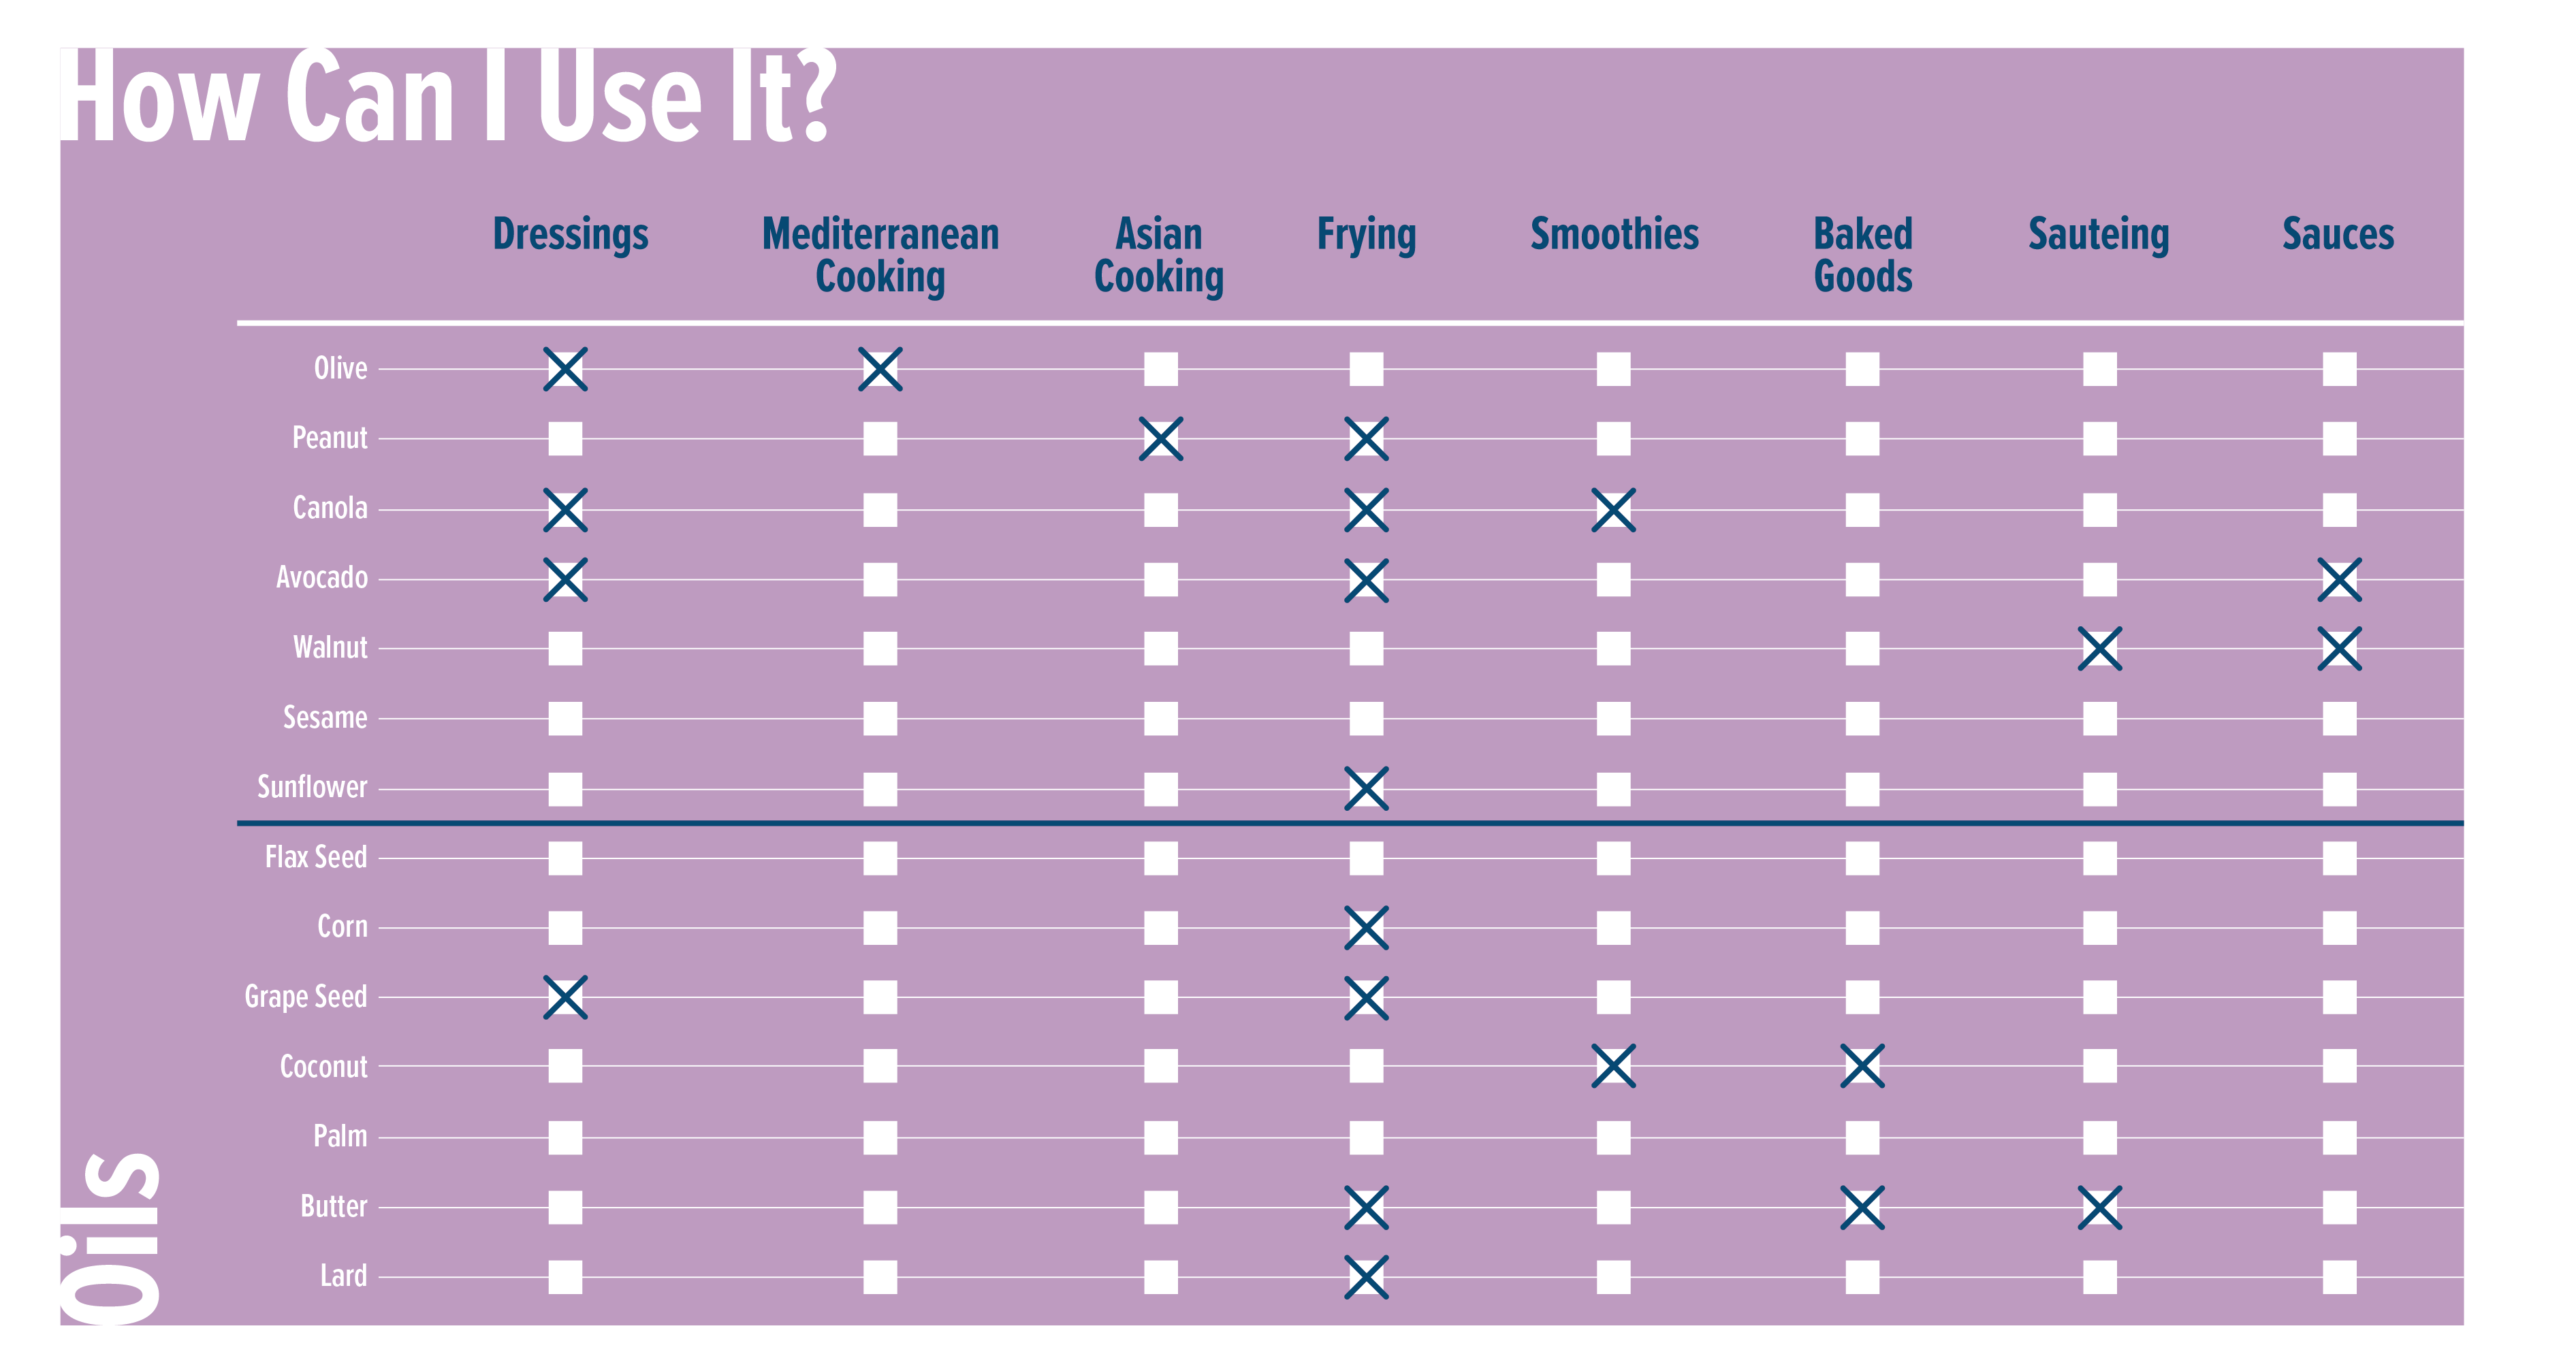 How Can I Use It?
Dressings
Mediterranean
Cooking
Asian
Cooking
Frying
Smoothies
Baked
Goods
Sauteing
Sauces
Olive
Peanut
Canola
Avocado
Walnut
Sesame
Sunflower
Flax Seed
Corn
Grape Seed
Coconut
Palm
Butter
Lard
Oils